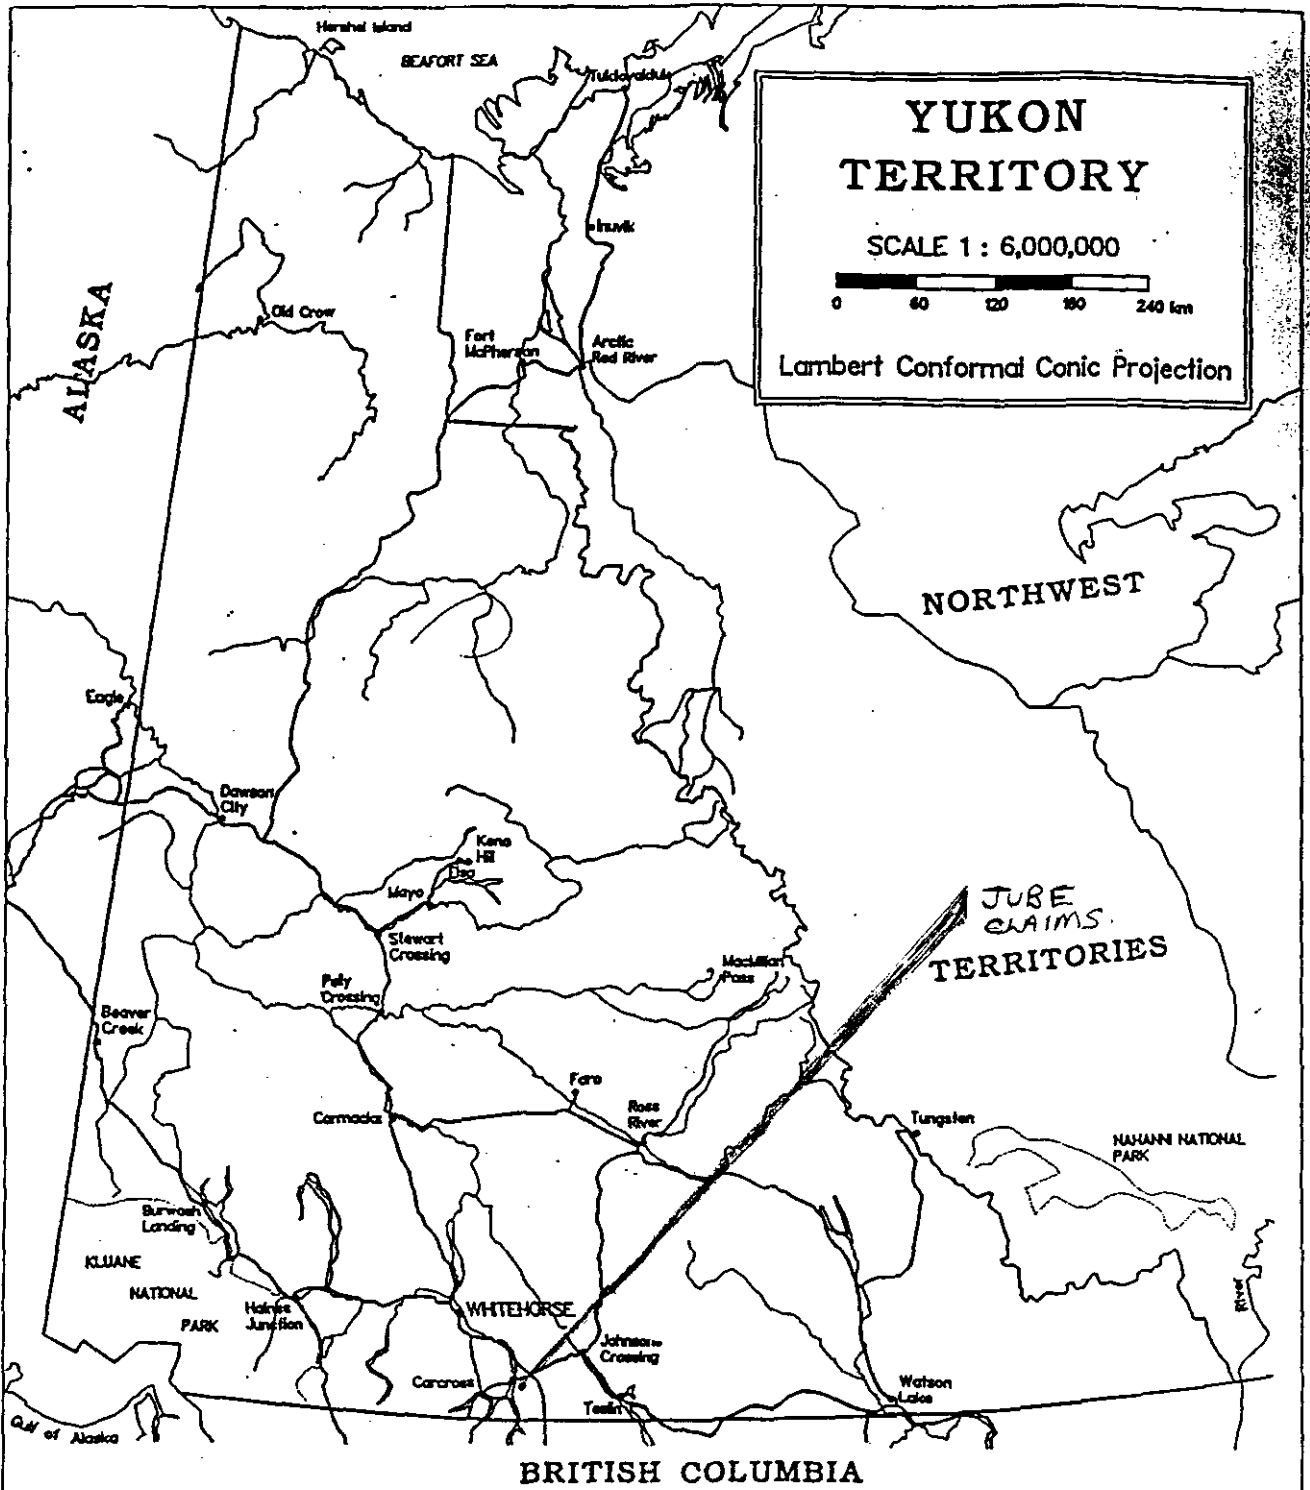 Hershel Island
BEAFORT SEA
YUKON
TERRITORY
SCALE 1 : 6,000,000
0 60 120 180 240 km
Lambert Conformal Conic Projection
Inuvik
ALASKA
Old Crow
Fort
McPherson
Arctic
Red River
NORTHWEST
Eagle
Dawson
City
Keno
Hill
Elsa
Mayo
Stewart
Crossing
JUBE
CLAIMS.
TERRITORIES
MacMillan
Pass
Pelly
Crossing
Beaver
Creek
Faro
Ross
River
Carmacks
Tungsten
NAHANNI NATIONAL
PARK
Burwash
Landing
KLUANE
NATIONAL
PARK
Haines
Junction
WHITEHORSE
River
Johnsons
Crossing
Carcross
Teslin
Watson
Lake
Gulf of Alaska
BRITISH COLUMBIA